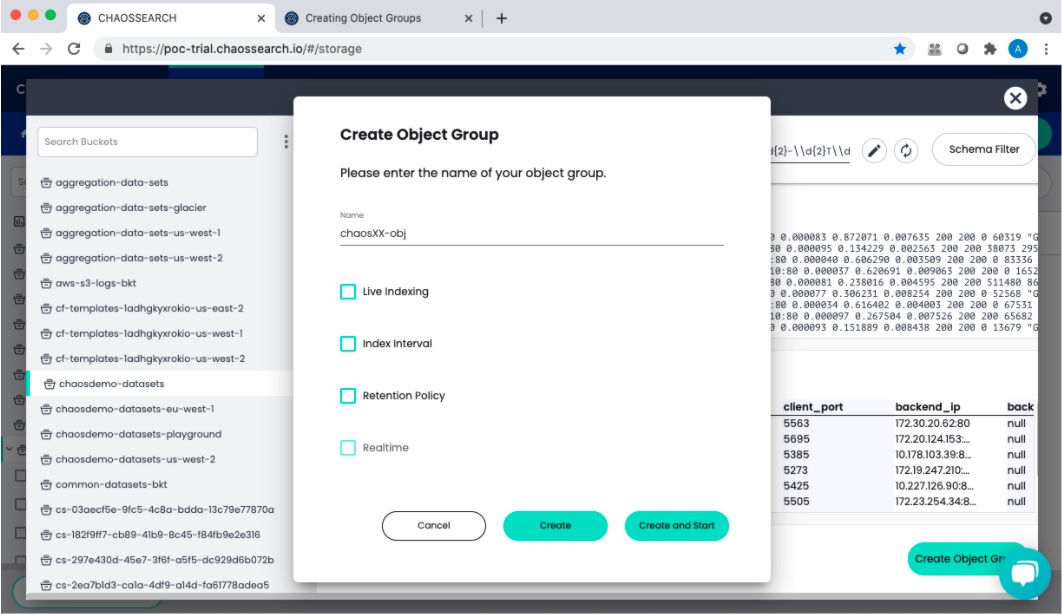 CHAOSSEARCH
Creating Object Groups
https://poc-trial.chaossearch.io/#/storage
A
Search Buckets
aggregation-data-sets
aggregation-data-sets-glacier
aggregation-data-sets-us-west-1
aggregation-data-sets-us-west-2
aws-s3-logs-bkt
cf-templates-1adhgkyxrokio-us-east-2
cf-templates-1adhgkyxrokio-us-west-1
cf-templates-1adhgkyxrokio-us-west-2
chaosdemo-datasets
chaosdemo-datasets-eu-west-1
chaosdemo-datasets-playground
chaosdemo-datasets-us-west-2
common-datasets-bkt
cs-03aecf5e-9fc5-4c8a-bdda-13c79e77870a
cs-182f9ff7-cb89-41b9-8c45-f84fb9e2e316
cs-297e430d-45e7-3f6f-a5f5-dc929d6b072b
cs-2ea7b1d3-ca1a-4df9-a14d-fa61778adea5
Create Object Group
Please enter the name of your object group.
Name
chaosXX-obj
Live Indexing
Index Interval
Retention Policy
Realtime
Cancel
Create
Create and Start
d{2}-\\d{2}T\\d
Schema Filter
0 0.000083 0.872071 0.007635 200 200 0 60319 "G
80 0.000095 0.134229 0.002563 200 200 38073 295
:80 0.000040 0.606290 0.003509 200 200 0 83336
10:80 0.000037 0.620691 0.009063 200 200 0 1652
80 0.000081 0.238016 0.004595 200 200 511480 86
0 0.000077 0.306231 0.008254 200 200 0 52568 "G
:80 0.000034 0.616402 0.004003 200 200 0 67531
10:80 0.000097 0.267504 0.007526 200 200 65682
0 0.000093 0.151889 0.008438 200 200 0 13679 "G
client_port backend_ip back
5563 172.30.20.62:80 null
5695 172.20.124.153:... null
5385 10.178.103.39:8... null
5273 172.19.247.210:... null
5425 10.227.126.90:8... null
5505 172.23.254.34:8... null
Create Object Gr